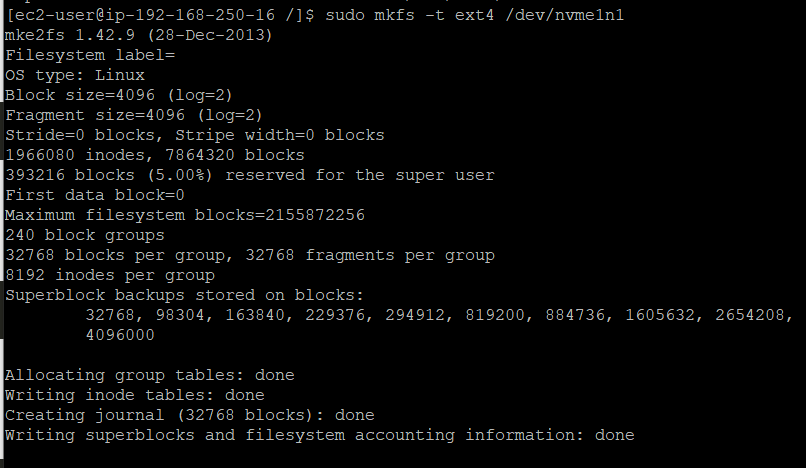 [ec2-user@ip-192-168-250-16 /]$ sudo mkfs -t ext4 /dev/nvme1n1
mke2fs 1.42.9 (28-Dec-2013)
Filesystem label=
OS type: Linux
Block size=4096 (log=2)
Fragment size=4096 (log=2)
Stride=0 blocks, Stripe width=0 blocks
1966080 inodes, 7864320 blocks
393216 blocks (5.00%) reserved for the super user
First data block=0
Maximum filesystem blocks=2155872256
240 block groups
32768 blocks per group, 32768 fragments per group
8192 inodes per group
Superblock backups stored on blocks:
        32768, 98304, 163840, 229376, 294912, 819200, 884736, 1605632, 2654208,
        4096000

Allocating group tables: done
Writing inode tables: done
Creating journal (32768 blocks): done
Writing superblocks and filesystem accounting information: done